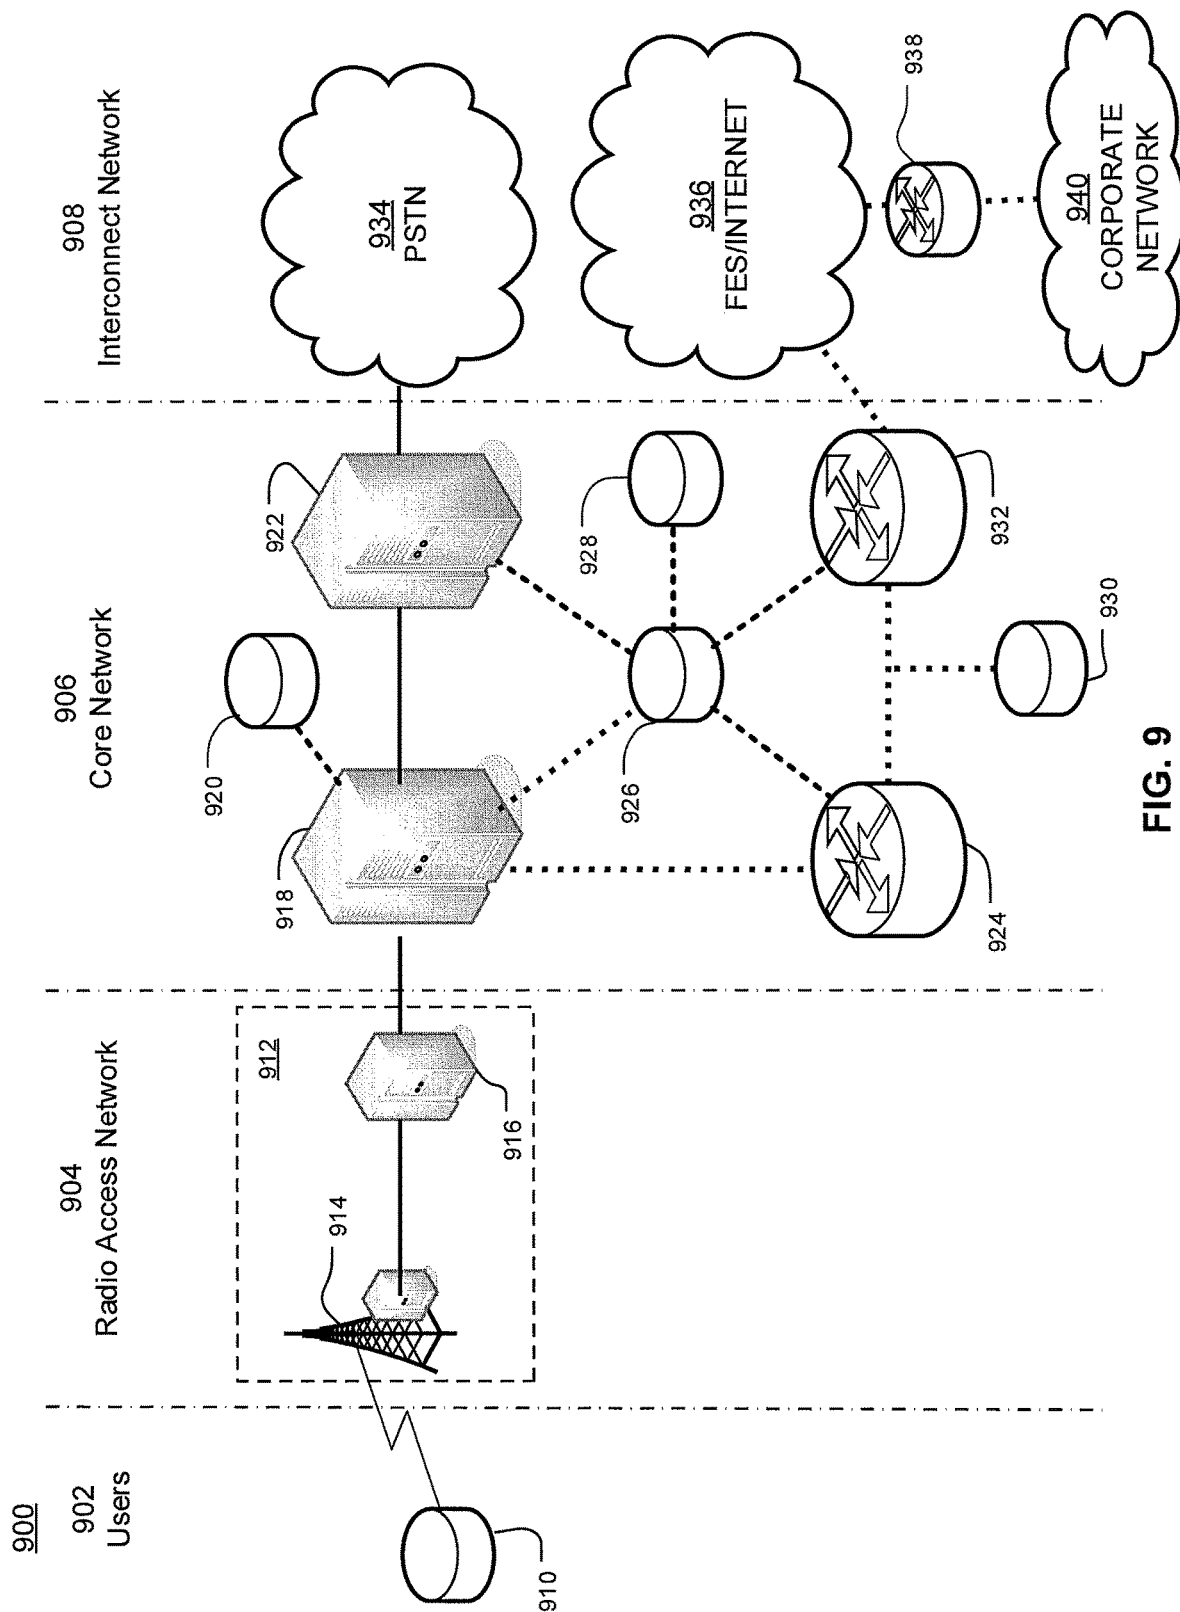 900
902
Users
904
Radio Access Network
906
Core Network
908
Interconnect Network
910
912
914
916
918
920
922
924
926
928
930
932
934
PSTN
936
FES/INTERNET
938
940
CORPORATE
NETWORK
FIG. 9